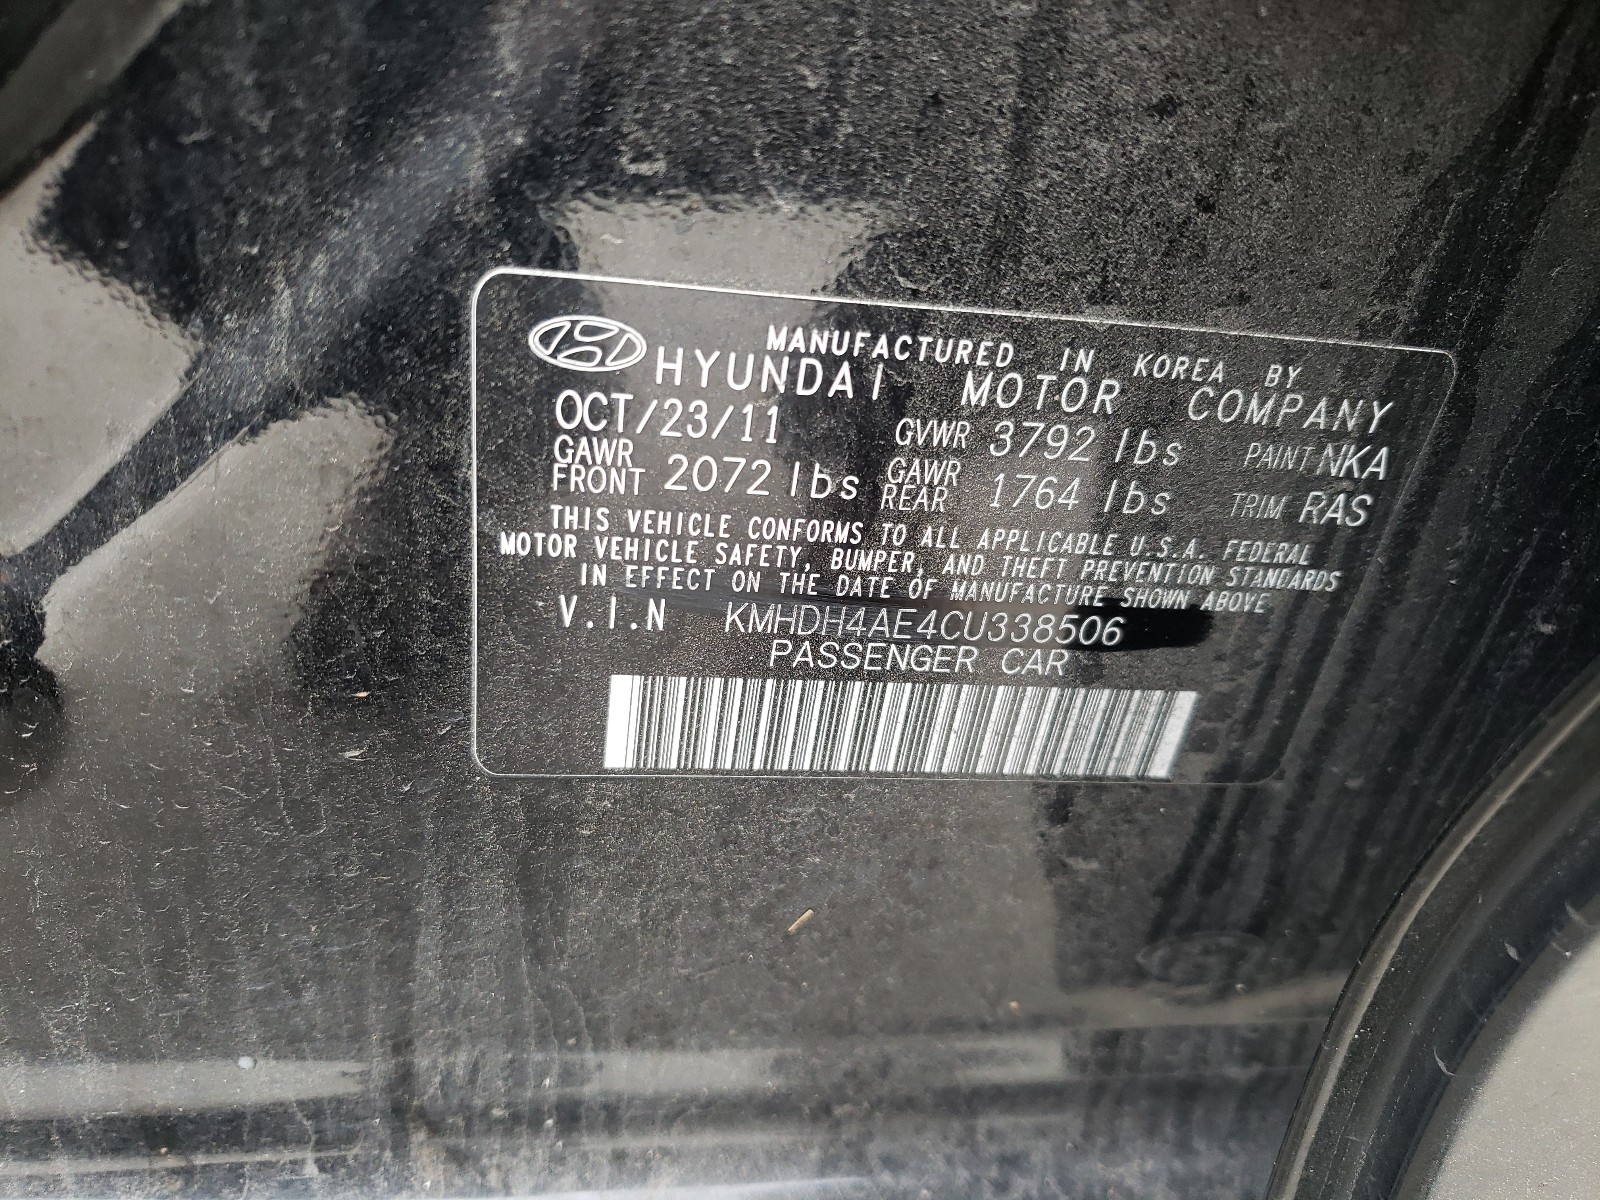 MANUFACTURED IN KOREA BY
HYUNDAI MOTOR COMPANY
OCT/23/11 GVWR 3792 lbs PAINT NKA
GAWR FRONT 2072 lbs GAWR REAR 1764 lbs TRIM RAS
THIS VEHICLE CONFORMS TO ALL APPLICABLE U.S.A. FEDERAL
MOTOR VEHICLE SAFETY, BUMPER, AND THEFT PREVENTION STANDARDS
IN EFFECT ON THE DATE OF MANUFACTURE SHOWN ABOVE
V.I.N KMHDH4AE4CU338506
PASSENGER CAR